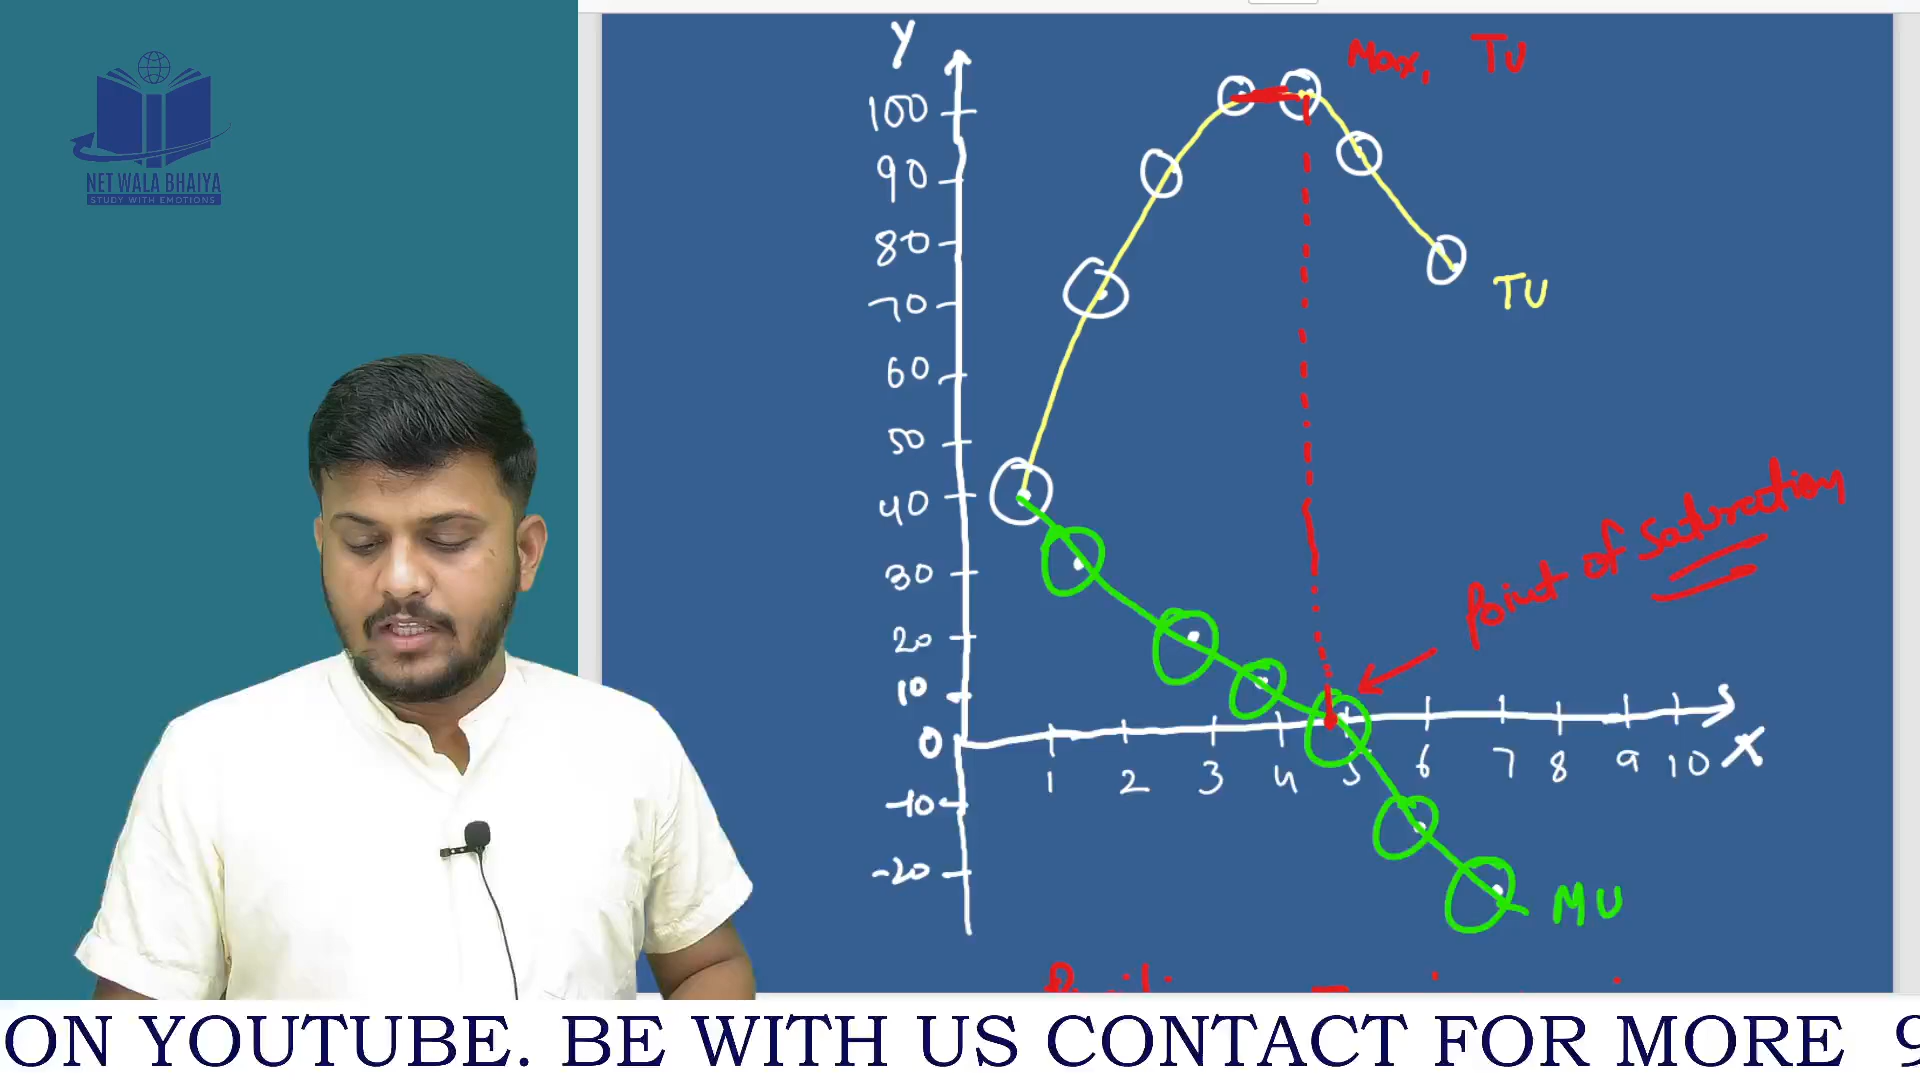 NET WALA BHAIYA
STUDY WITH EMOTIONS
Y
Max, TU
100
90
80
70
60
50
40
30
20
10
0
-10
-20
TU
Point of Saturation
1 2 3 4 5 6 7 8 9 10 X
MU
ON YOUTUBE. BE WITH US CONTACT FOR MORE 9